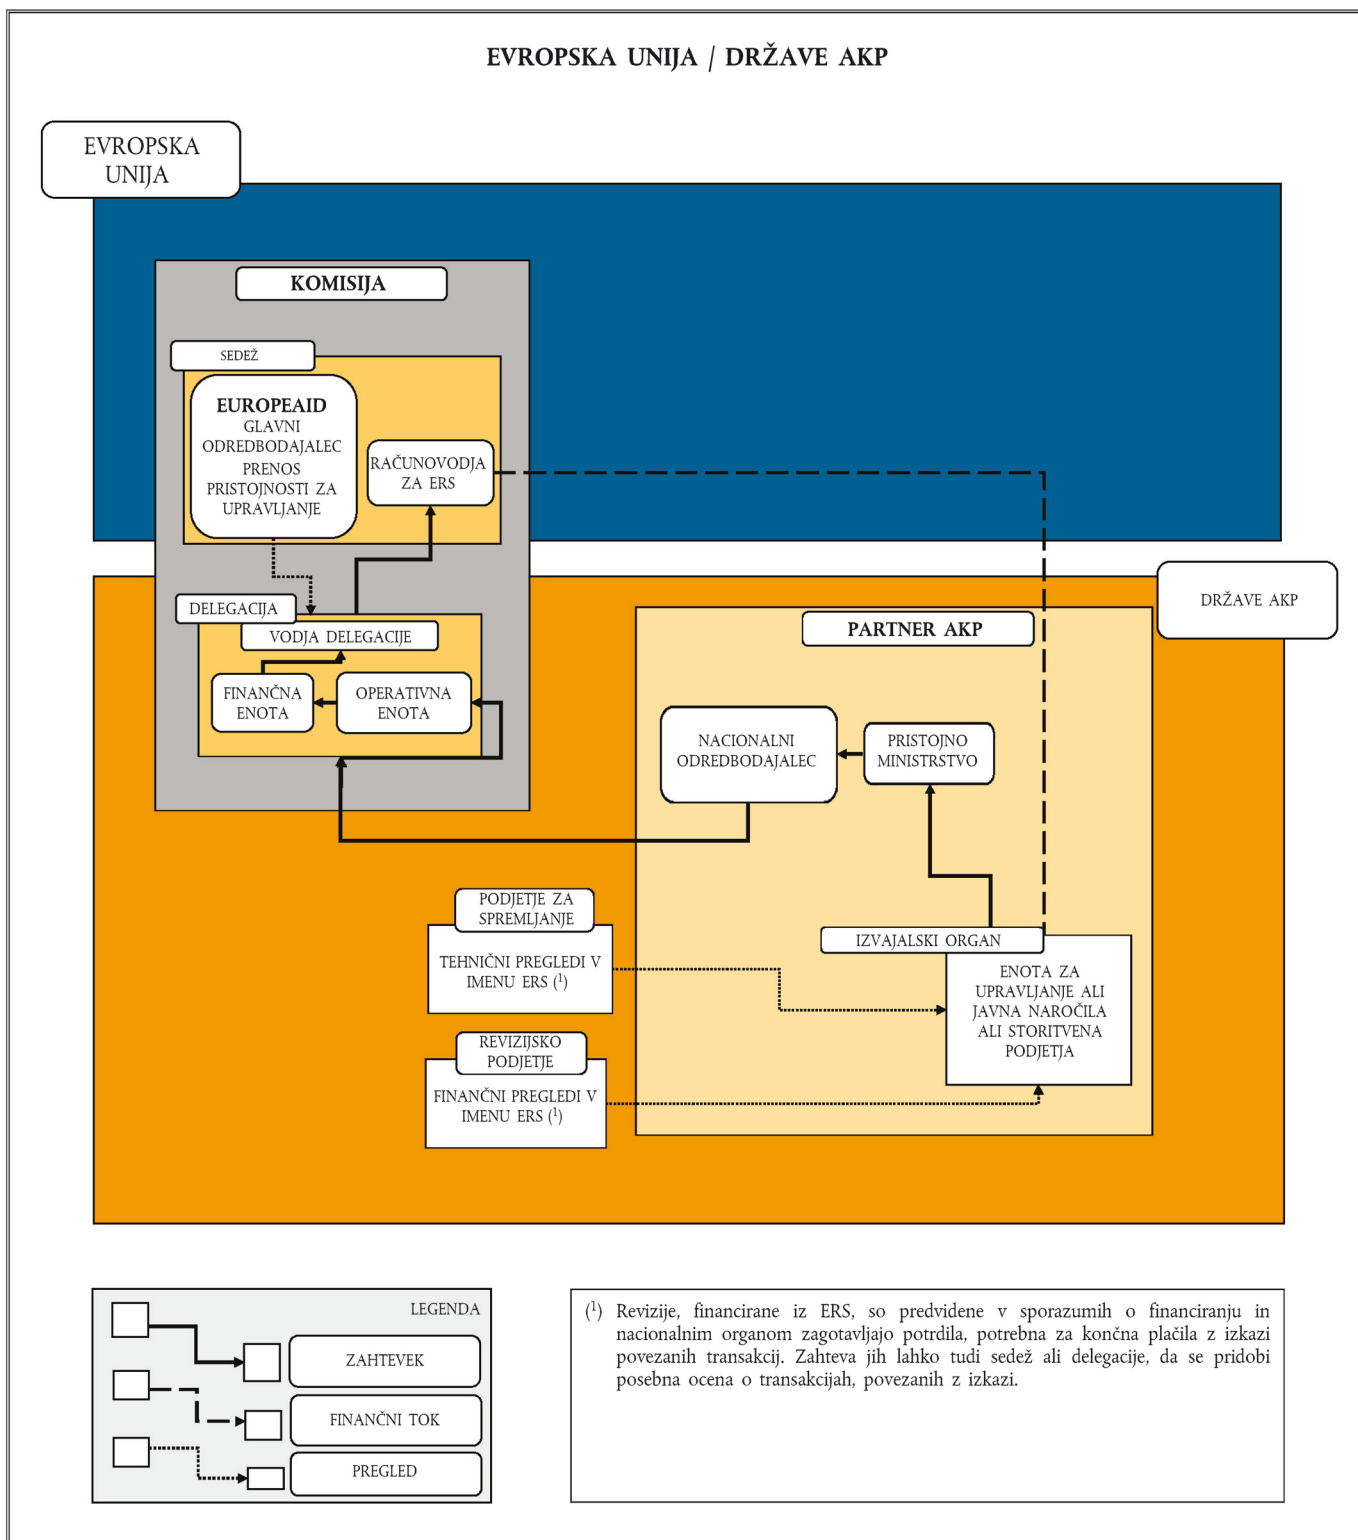 EVROPSKA UNIJA / DRŽAVE AKP
EVROPSKA
UNIJA
KOMISIJA
SEDEŽ
EUROPEAID
GLAVNI
ODREDBODAJALEC
PRENOS
PRISTOJNOSTI ZA
UPRAVLJANJE
RAČUNOVODJA
ZA ERS
DELEGACIJA
VODJA DELEGACIJE
FINANČNA
ENOTA
OPERATIVNA
ENOTA
DRŽAVE AKP
PARTNER AKP
NACIONALNI
ODREDBODAJALEC
PRISTOJNO
MINISTRSTVO
PODJETJE ZA
SPREMLJANJE
TEHNIČNI PREGLEDI V
IMENU ERS (¹)
IZVAJALSKI ORGAN
ENOTA ZA
UPRAVLJANJE ALI
JAVNA NAROČILA
ALI STORITVENA
PODJETJA
REVIZIJSKO
PODJETJE
FINANČNI PREGLEDI V
IMENU ERS (¹)
LEGENDA
ZAHTEVEK
FINANČNI TOK
PREGLED
(¹) Revizije, financirane iz ERS, so predvidene v sporazumih o financiranju in
nacionalnim organom zagotavljajo potrdila, potrebna za končna plačila z izkazi
povezanih transakcij. Zahteva jih lahko tudi sedež ali delegacije, da se pridobi
posebna ocena o transakcijah, povezanih z izkazi.